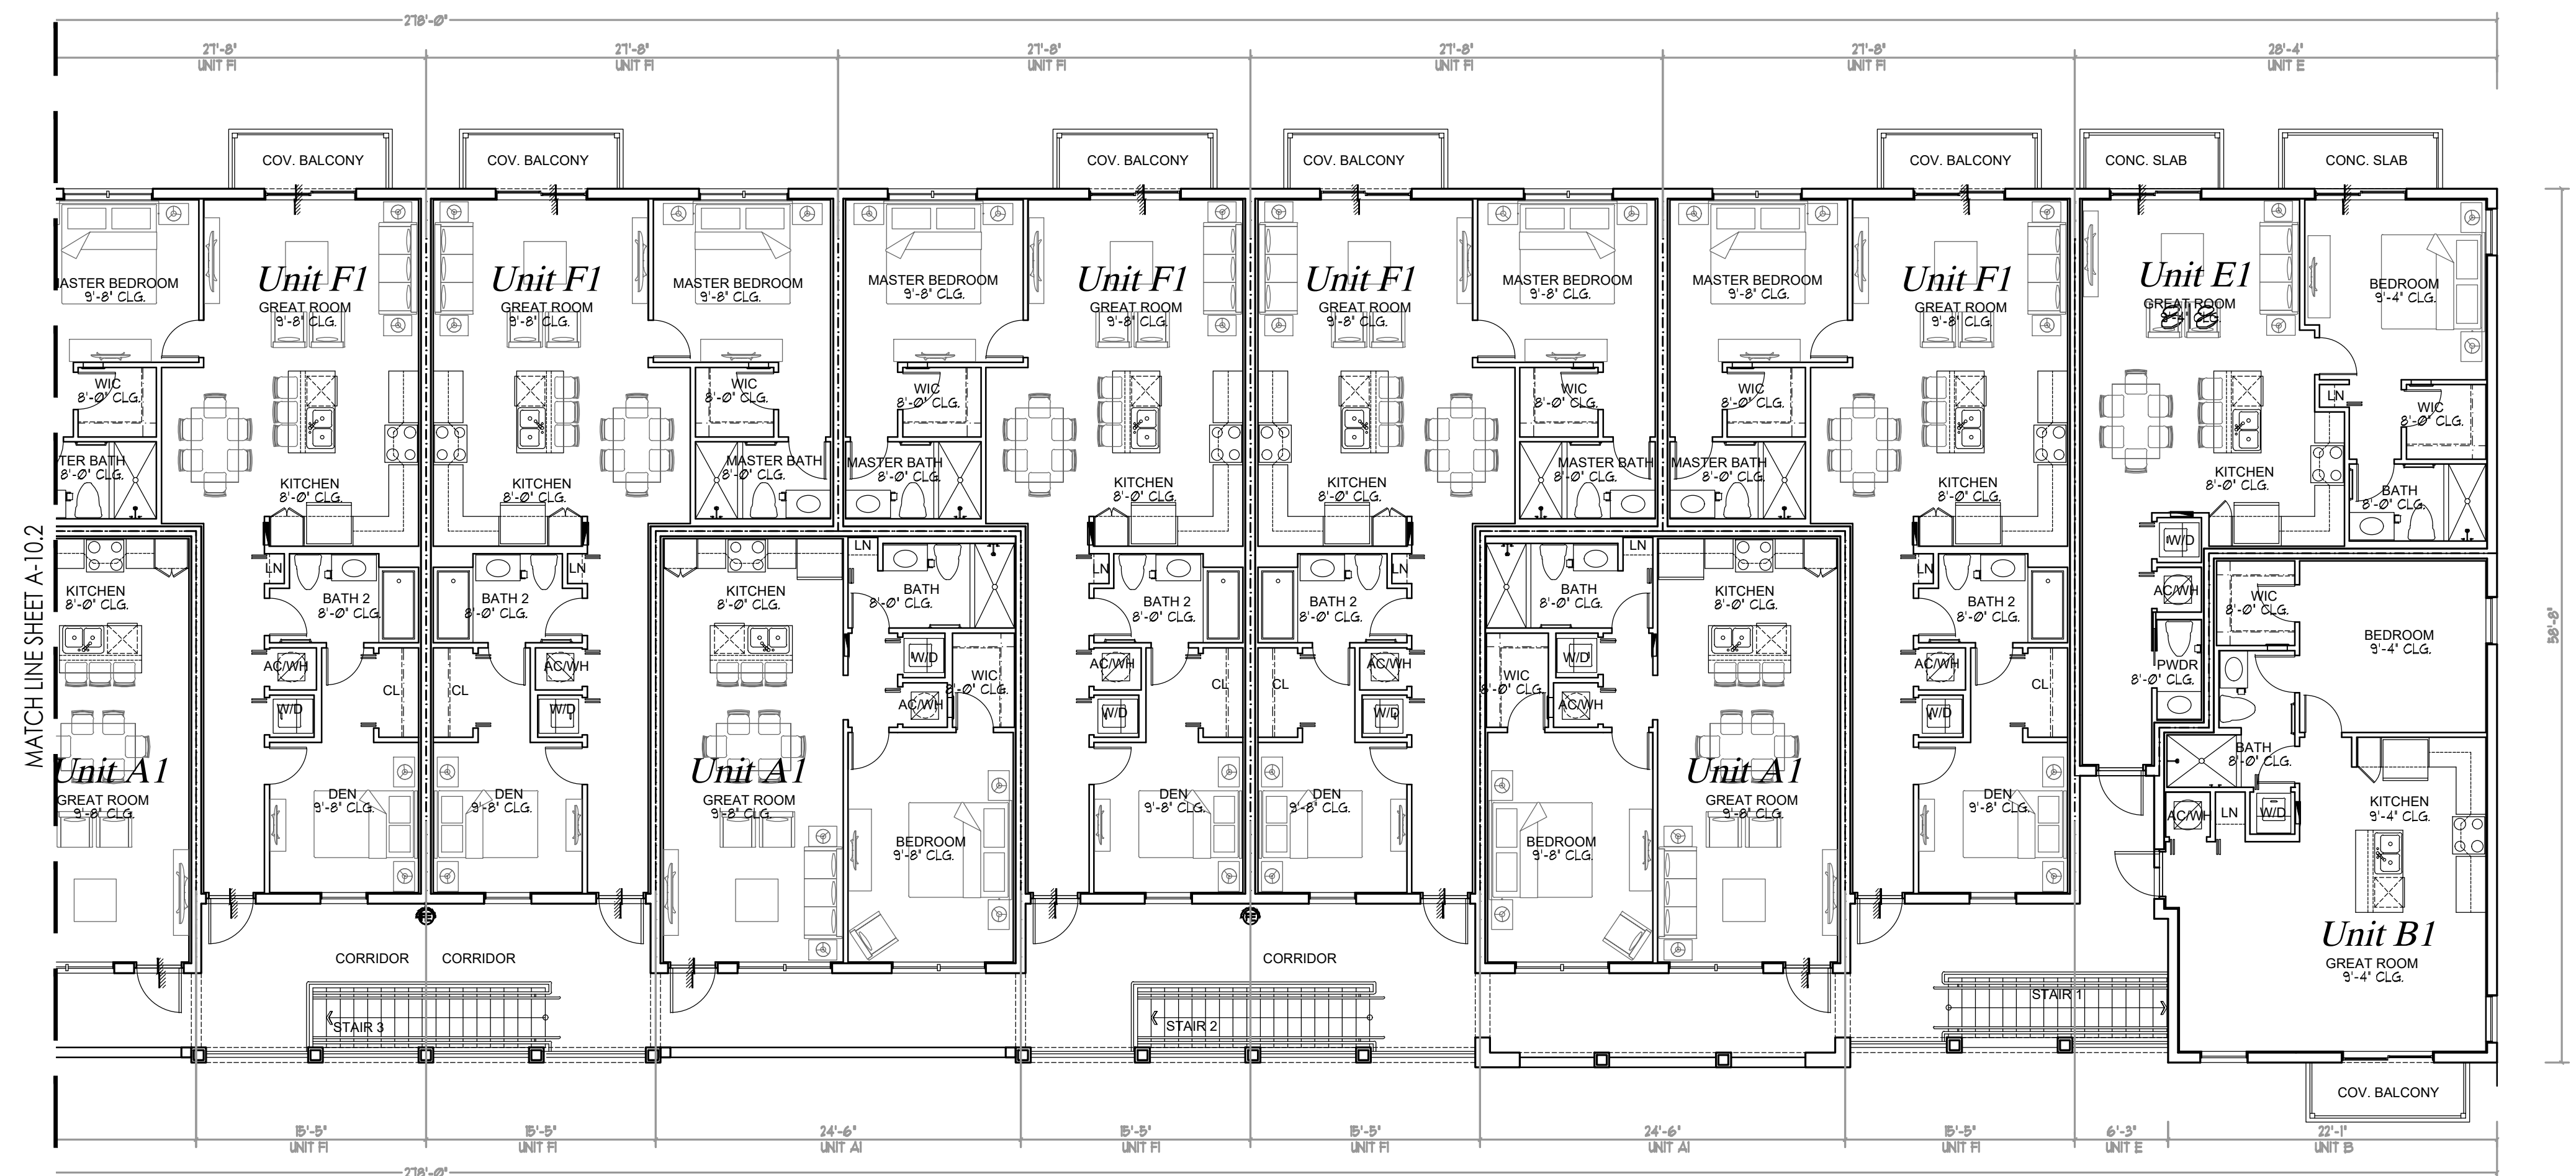 278'-0"
27'-8" 27'-8" 27'-8" 27'-8" 27'-8" 28'-4"
UNIT F1 UNIT F1 UNIT F1 UNIT F1 UNIT F1 UNIT E
COV. BALCONY COV. BALCONY COV. BALCONY COV. BALCONY COV. BALCONY CONC. SLAB CONC. SLAB
Unit F1 Unit F1 Unit F1 Unit F1 Unit F1 Unit E1
MASTER BEDROOM MASTER BEDROOM MASTER BEDROOM MASTER BEDROOM MASTER BEDROOM BEDROOM
9'-8" CLG. 9'-8" CLG. 9'-8" CLG. 9'-8" CLG. 9'-8" CLG. 9'-4" CLG.
GREAT ROOM GREAT ROOM GREAT ROOM GREAT ROOM GREAT ROOM GREAT ROOM
9'-8" CLG. 9'-8" CLG. 9'-8" CLG. 9'-8" CLG. 9'-8" CLG. 9'-4" CLG.
WIC WIC WIC WIC WIC LN WIC
8'-0" CLG. 8'-0" CLG. 8'-0" CLG. 8'-0" CLG. 8'-0" CLG. 8'-0" CLG.
TER BATH MASTER BATH MASTER BATH MASTER BATH MASTER BATH
8'-0" CLG. 8'-0" CLG. 8'-0" CLG. 8'-0" CLG. 8'-0" CLG.
KITCHEN KITCHEN KITCHEN KITCHEN KITCHEN KITCHEN BATH
8'-0" CLG. 8'-0" CLG. 8'-0" CLG. 8'-0" CLG. 8'-0" CLG. 8'-0" CLG. 8'-0" CLG.
MATCH LINE SHEET A-10.2
LN LN LN LN LN LN LN W/D
KITCHEN BATH 2 BATH 2 KITCHEN BATH BATH 2 BATH 2 BATH KITCHEN BATH 2 AC/WH WIC
8'-0" CLG. 8'-0" CLG. 8'-0" CLG. 8'-0" CLG. 8'-0" CLG. 8'-0" CLG. 8'-0" CLG. 8'-0" CLG. 8'-0" CLG. 8'-0" CLG. 8'-0" CLG.
58'-8"
BEDROOM
9'-4" CLG.
AC/WH AC/WH W/D AC/WH AC/WH W/D AC/WH PWDR
8'-0" CLG.
CL CL WIC CL CL WIC CL
8'-0" CLG. 8'-0" CLG.
W/D W/D AC/WH W/D W/D AC/WH W/D
BATH
8'-0" CLG.
Unit A1 Unit A1 Unit A1
GREAT ROOM DEN DEN GREAT ROOM DEN DEN GREAT ROOM DEN KITCHEN
9'-8" CLG. 9'-8" CLG. 9'-8" CLG. 9'-8" CLG. 9'-8" CLG. 9'-8" CLG. 9'-8" CLG. 9'-8" CLG. 9'-4" CLG.
AC/WH LN W/D
BEDROOM BEDROOM
9'-8" CLG. 9'-8" CLG.
Unit B1
GREAT ROOM
9'-4" CLG.
CORRIDOR CORRIDOR CORRIDOR
STAIR 3 STAIR 2 STAIR 1
COV. BALCONY
15'-5" 15'-5" 24'-6" 15'-5" 15'-5" 24'-6" 15'-5" 6'-3" 22'-1"
UNIT F1 UNIT F1 UNIT A1 UNIT F1 UNIT F1 UNIT A1 UNIT F1 UNIT E UNIT B
278'-0"